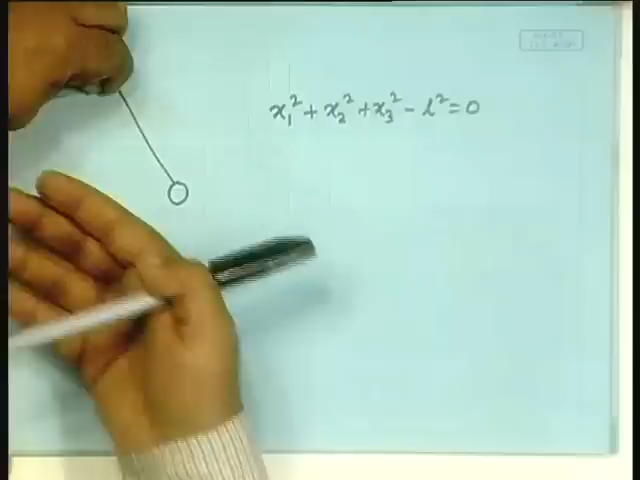 x₁² + x₂² + x₃² - l² = 0